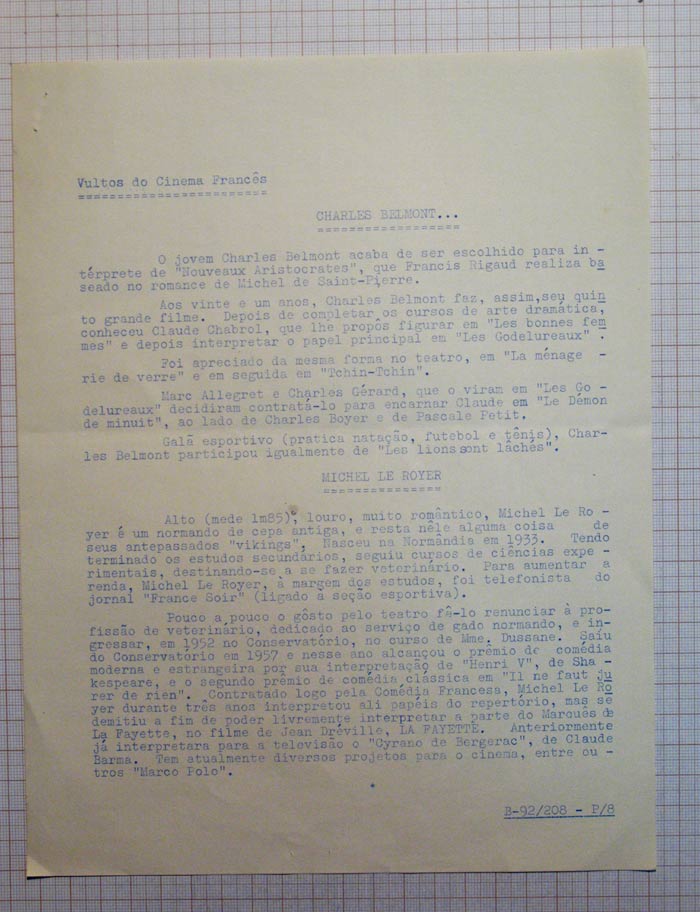 Vultos do Cinema Francês
========================
CHARLES BELMONT...
==================
O jovem Charles Belmont acaba de ser escolhido para in -
térprete de "Nouveaux Aristocrates", que Francis Rigaud realiza ba
seado no romance de Michel de Saint-Pierre.
Aos vinte e um anos, Charles Belmont faz, assim,seu quin
to grande filme. Depois de completar os cursos de arte dramática,
conheceu Claude Chabrol, que lhe propôs figurar em "Les bonnes fem
mes" e depois interpretar o papel principal em "Les Godelureaux" .
Foi apreciado da mesma forma no teatro, em "La ménage -
rie de verre" e em seguida em "Tchin-Tchin".
Marc Allegret e Charles Gérard, que o viram em "Les Go -
delureaux" decidiram contratá-lo para encarnar Claude em "Le Démon
de minuit", ao lado de Charles Boyer e de Pascale Petit.
Galã esportivo (pratica natação, futebol e tênis), Char-
les Belmont participou igualmente de "Les lions sont lâches".
MICHEL LE ROYER
===============
Alto (mede 1m85), louro, muito romântico, Michel Le Ro -
yer é um normando de cepa antiga, e resta nêle alguma coisa de
seus antepassados "vikings". Nasceu na Normândia em 1933. Tendo
terminado os estudos secundários, seguiu cursos de ciências expe -
rimentais, destinando-se a se fazer veterinário. Para aumentar a
renda, Michel Le Royer, à margem dos estudos, foi telefonista do
jornal "France Soir" (ligado à seção esportiva).
Pouco a pouco o gôsto pelo teatro fâ-lo renunciar à pro-
fissão de veterinário, dedicado ao serviço de gado normando, e in-
gressar, em 1952 no Conservatório, no curso de Mme. Dussane. Saíu
do Conservatório em 1957 e nesse ano alcançou o prêmio de comédia
moderna e estrangeira por sua interpretação de "Henri V", de Sha -
kespeare, e o segundo prêmio de comédia clássica em "Il ne faut ju
rer de rien". Contratado logo pela Comédia Francesa, Michel Le Ro
yer durante três anos interpretou ali papéis do repertório, mas se
demitiu a fim de poder livremente interpretar a parte do Marquês de
La Fayette, no filme de Jean Dréville, LA FAYETTE. Anteriormente
já interpretara para a televisão o "Cyrano de Bergerac", de Claude
Barma. Tem atualmente diversos projetos para o cinema, entre ou -
tros "Marco Polo".
*
B-92/208 - P/8